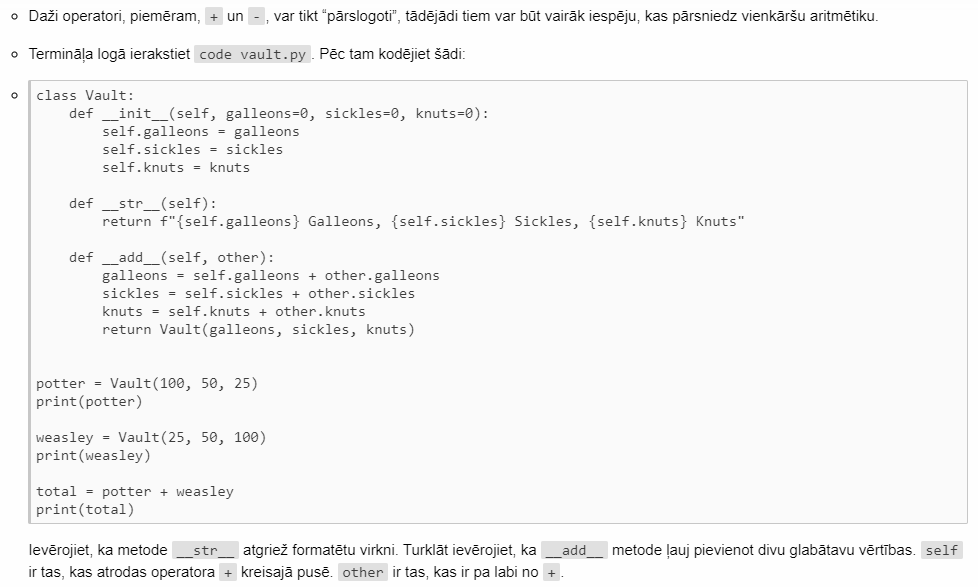 Daži operatori, piemēram, + un -, var tikt “pārslogoti”, tādējādi tiem var būt vairāk iespēju, kas pārsniedz vienkāršu aritmētiku.
Termināļa logā ierakstiet code vault.py. Pēc tam kodējiet šādi:
class Vault:
    def __init__(self, galleons=0, sickles=0, knuts=0):
        self.galleons = galleons
        self.sickles = sickles
        self.knuts = knuts

    def __str__(self):
        return f"{self.galleons} Galleons, {self.sickles} Sickles, {self.knuts} Knuts"

    def __add__(self, other):
        galleons = self.galleons + other.galleons
        sickles = self.sickles + other.sickles
        knuts = self.knuts + other.knuts
        return Vault(galleons, sickles, knuts)


potter = Vault(100, 50, 25)
print(potter)

weasley = Vault(25, 50, 100)
print(weasley)

total = potter + weasley
print(total)
Ievērojiet, ka metode __str__ atgriež formatētu virkni. Turklāt ievērojiet, ka __add__ metode ļauj pievienot divu glabātavu vērtības. self
ir tas, kas atrodas operatora + kreisajā pusē. other ir tas, kas ir pa labi no +.